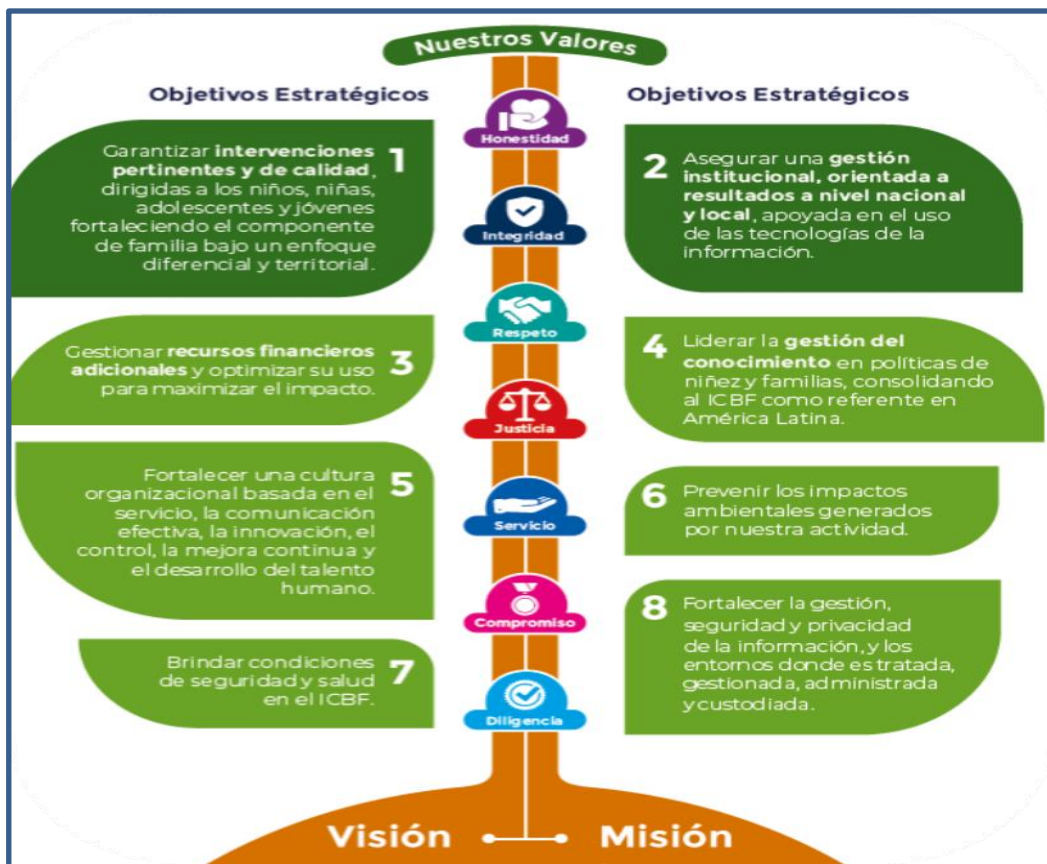 Nuestros Valores
Objetivos Estratégicos
Objetivos Estratégicos
Honestidad
1
Garantizar intervenciones
pertinentes y de calidad,
dirigidas a los niños, niñas,
adolescentes y jóvenes
fortaleciendo el componente
de familia bajo un enfoque
diferencial y territorial.
2
Asegurar una gestión
institucional, orientada a
resultados a nivel nacional
y local, apoyada en el uso
de las tecnologías de la
información.
Integridad
Respeto
3
Gestionar recursos financieros
adicionales y optimizar su uso
para maximizar el impacto.
4
Liderar la gestión del
conocimiento en políticas de
niñez y familias, consolidando
al ICBF como referente en
América Latina.
Justicia
5
Fortalecer una cultura
organizacional basada en el
servicio, la comunicación
efectiva, la innovación, el
control, la mejora continua y
el desarrollo del talento
humano.
6
Prevenir los impactos
ambientales generados
por nuestra actividad.
Servicio
Compromiso
7
Brindar condiciones
de seguridad y salud
en el ICBF.
8
Fortalecer la gestión,
seguridad y privacidad
de la información, y los
entornos donde es tratada,
gestionada, administrada
y custodiada.
Diligencia
Visión
Misión